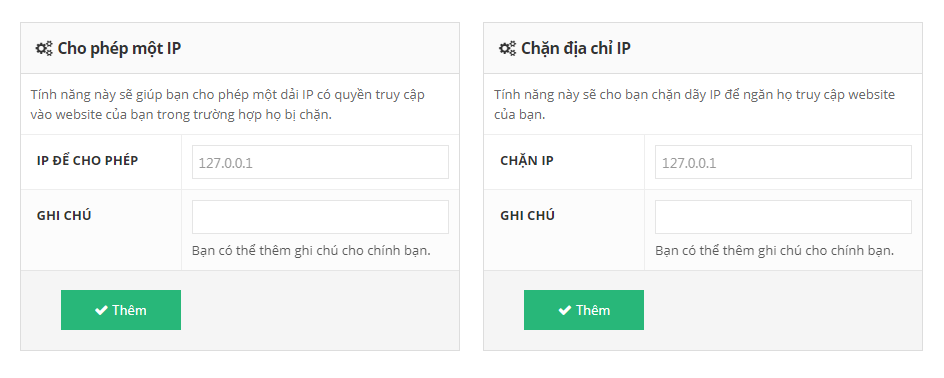 Cho phép một IP
Tính năng này sẽ giúp bạn cho phép một dải IP có quyền truy cập
vào website của bạn trong trường hợp họ bị chặn.
IP ĐỂ CHO PHÉP
127.0.0.1
GHI CHÚ
Bạn có thể thêm ghi chú cho chính bạn.
Thêm
Chặn địa chỉ IP
Tính năng này sẽ cho bạn chặn dãy IP để ngăn họ truy cập website
của bạn.
CHẶN IP
127.0.0.1
GHI CHÚ
Bạn có thể thêm ghi chú cho chính bạn.
Thêm